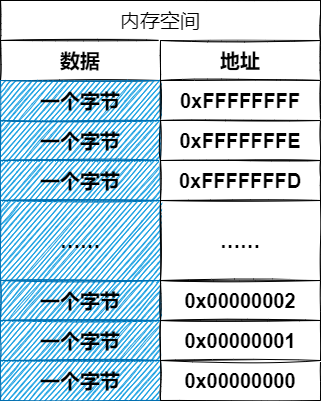 内存空间
数据 地址
一个字节 0xFFFFFFFF
一个字节 0xFFFFFFFE
一个字节 0xFFFFFFFD
…… ……
一个字节 0x00000002
一个字节 0x00000001
一个字节 0x00000000